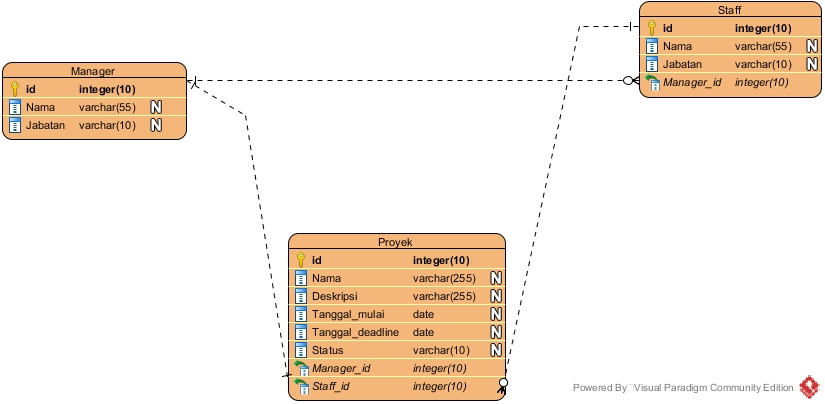 Staff
id integer(10)
Nama varchar(55) N
Jabatan varchar(10) N
Manager_id integer(10)
Manager
id integer(10)
Nama varchar(55) N
Jabatan varchar(10) N
Proyek
id integer(10)
Nama varchar(255) N
Deskripsi varchar(255) N
Tanggal_mulai date N
Tanggal_deadline date N
Status varchar(10) N
Manager_id integer(10)
Staff_id integer(10)
Powered By Visual Paradigm Community Edition